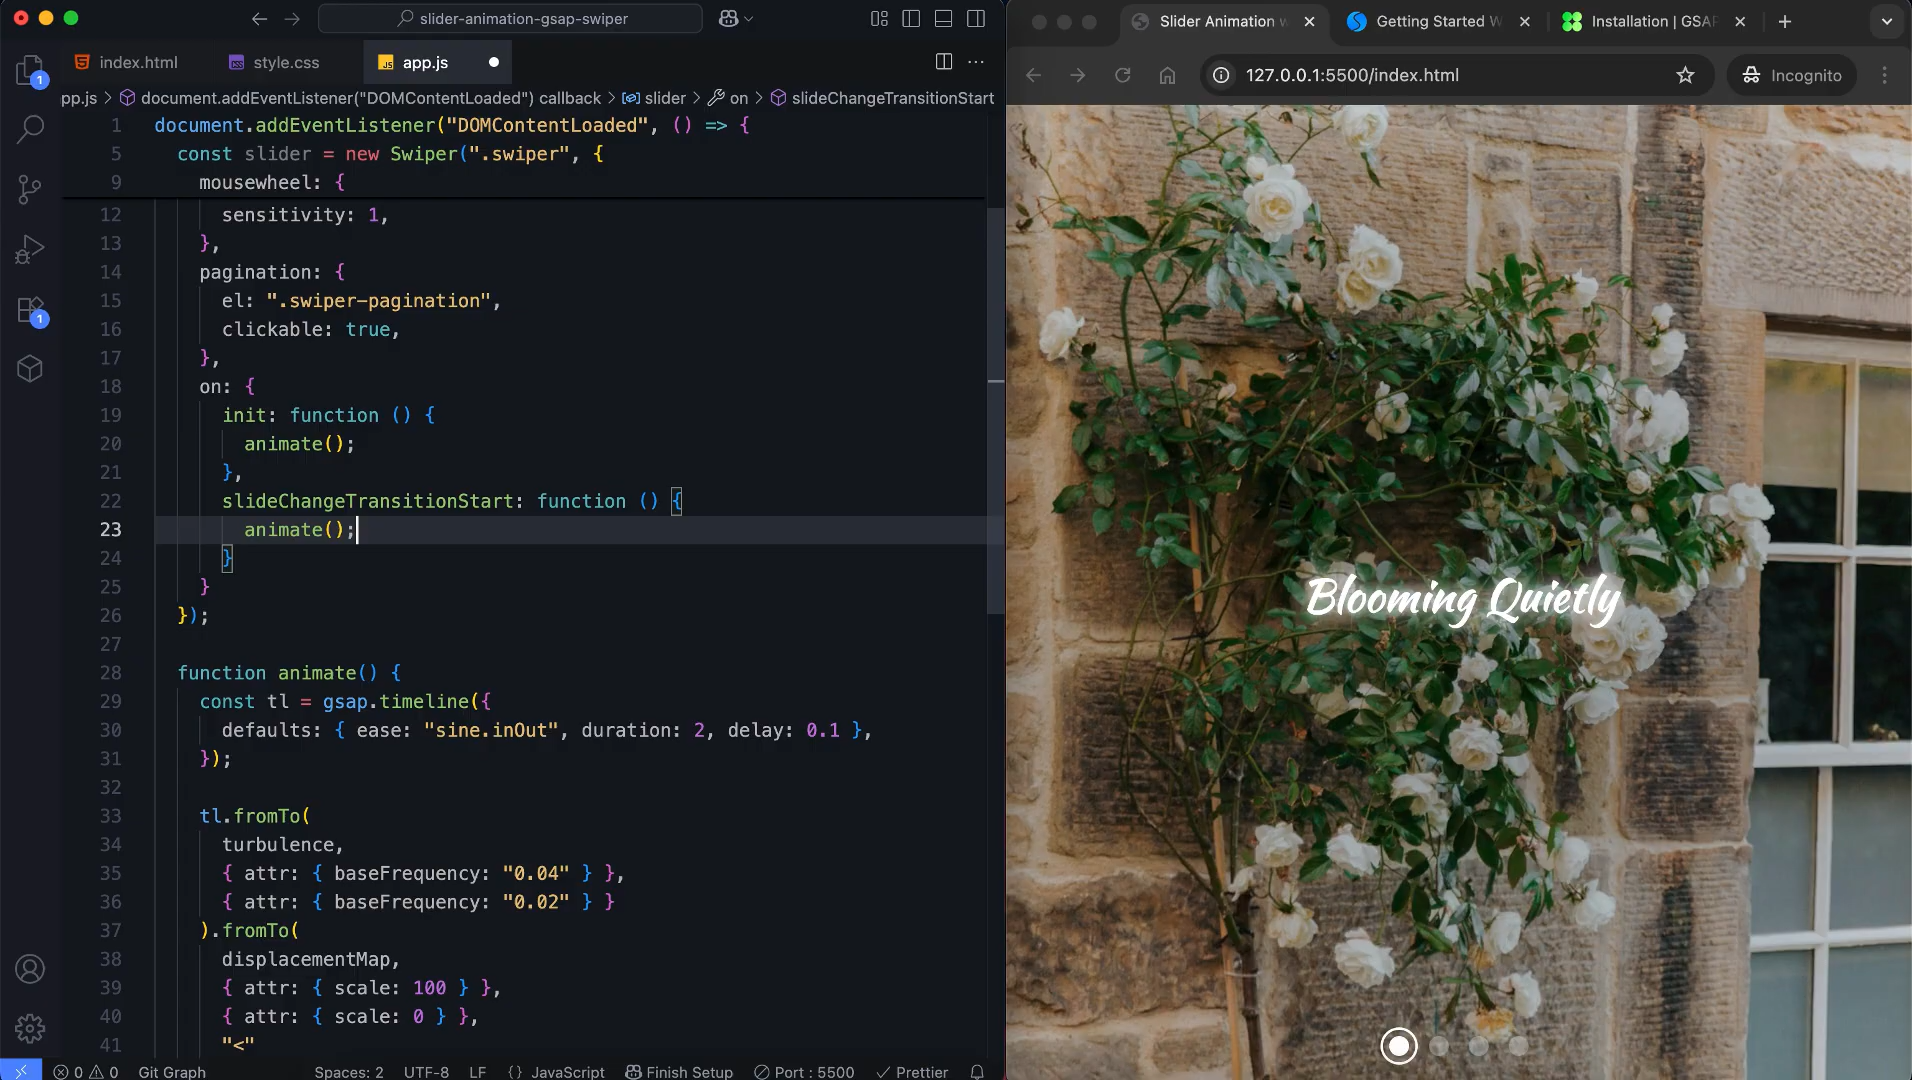 slider-animation-gsap-swiper
index.html
style.css
app.js
pp.js > document.addEventListener("DOMContentLoaded") callback > slider > on > slideChangeTransitionStart
1 document.addEventListener("DOMContentLoaded", () => {
5 const slider = new Swiper(".swiper", {
9 mousewheel: {
12 sensitivity: 1,
13 },
14 pagination: {
15 el: ".swiper-pagination",
16 clickable: true,
17 },
18 on: {
19 init: function () {
20 animate();
21 },
22 slideChangeTransitionStart: function () {
23 animate();
24 }
25 }
26 });
27
28 function animate() {
29 const tl = gsap.timeline({
30 defaults: { ease: "sine.inOut", duration: 2, delay: 0.1 },
31 });
32
33 tl.fromTo(
34 turbulence,
35 { attr: { baseFrequency: "0.04" } },
36 { attr: { baseFrequency: "0.02" } }
37 ).fromTo(
38 displacementMap,
39 { attr: { scale: 100 } },
40 { attr: { scale: 0 } },
41 "<"
1
1
0 0 Git Graph Spaces: 2 UTF-8 LF {} JavaScript Finish Setup Port : 5500 Prettier
Slider Animation w
Getting Started W
Installation | GSAP
127.0.0.1:5500/index.html
Incognito
Blooming Quietly